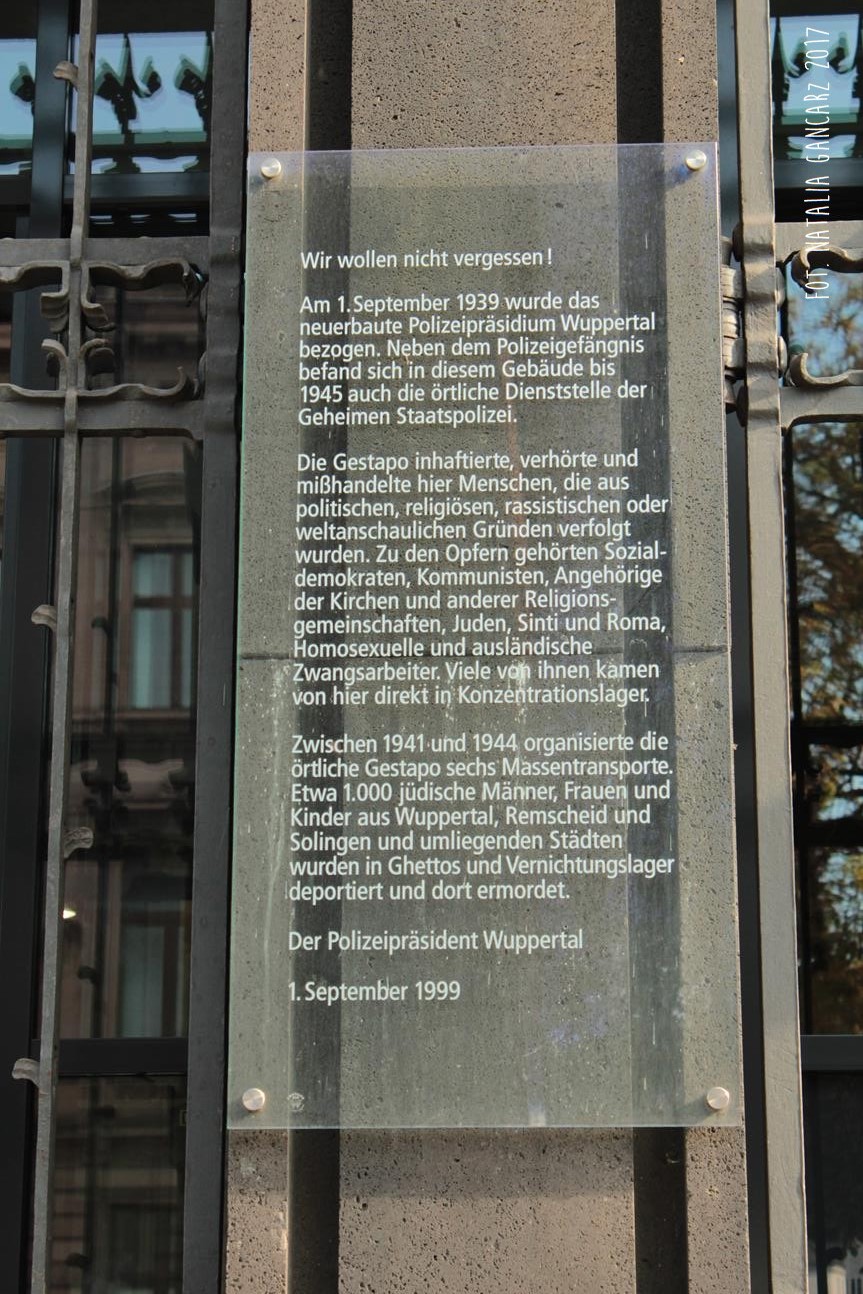 Wir wollen nicht vergessen!
Am 1. September 1939 wurde das
neuerbaute Polizeipräsidium Wuppertal
bezogen. Neben dem Polizeigefängnis
befand sich in diesem Gebäude bis
1945 auch die örtliche Dienststelle der
Geheimen Staatspolizei.
Die Gestapo inhaftierte, verhörte und
mißhandelte hier Menschen, die aus
politischen, religiösen, rassistischen oder
weltanschaulichen Gründen verfolgt
wurden. Zu den Opfern gehörten Sozial-
demokraten, Kommunisten, Angehörige
der Kirchen und anderer Religions-
gemeinschaften, Juden, Sinti und Roma,
Homosexuelle und ausländische
Zwangsarbeiter. Viele von ihnen kamen
von hier direkt in Konzentrationslager.
Zwischen 1941 und 1944 organisierte die
örtliche Gestapo sechs Massentransporte.
Etwa 1.000 jüdische Männer, Frauen und
Kinder aus Wuppertal, Remscheid und
Solingen und umliegenden Städten
wurden in Ghettos und Vernichtungslager
deportiert und dort ermordet.
Der Polizeipräsident Wuppertal
1. September 1999
FOT. NATALIA GANCARZ 2017